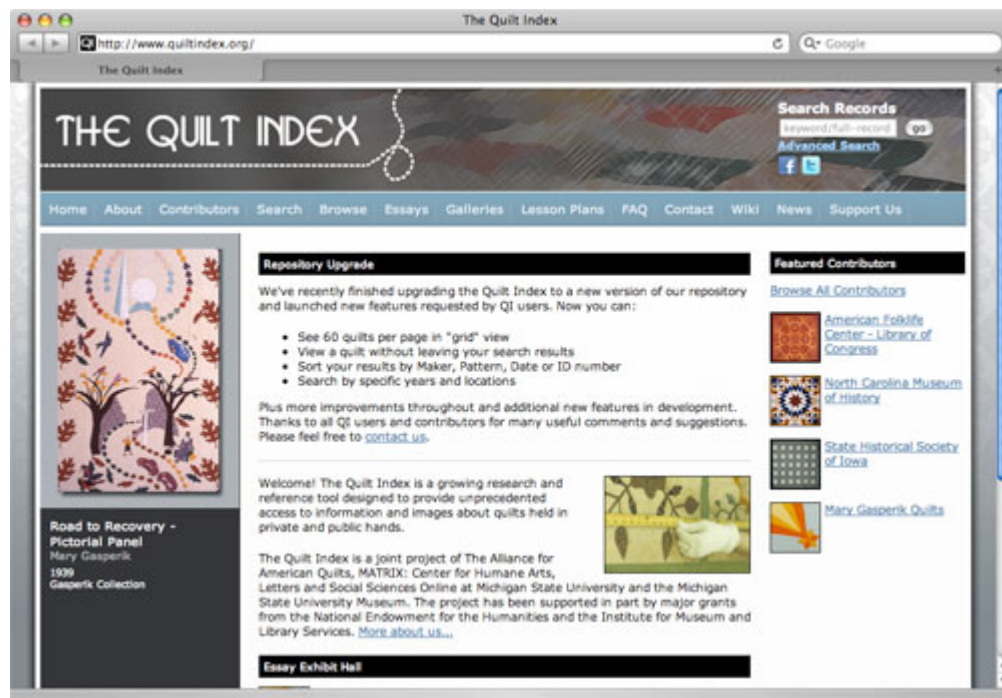 The Quilt Index
http://www.quiltindex.org/
Google
The Quilt Index
THE QUILT INDEX
Search Records
keyword/full-record
go
Advanced Search
Home About Contributors Search Browse Essays Galleries Lesson Plans FAQ Contact Wiki News Support Us
Road to Recovery -
Pictorial Panel
Mary Gasperik
1939
Gasperik Collection
Repository Upgrade
We've recently finished upgrading the Quilt Index to a new version of our repository
and launched new features requested by QI users. Now you can:
• See 60 quilts per page in "grid" view
• View a quilt without leaving your search results
• Sort your results by Maker, Pattern, Date or ID number
• Search by specific years and locations
Plus more improvements throughout and additional new features in development.
Thanks to all QI users and contributors for many useful comments and suggestions.
Please feel free to contact us.
Welcome! The Quilt Index is a growing research and
reference tool designed to provide unprecedented
access to information and images about quilts held in
private and public hands.
The Quilt Index is a joint project of The Alliance for
American Quilts, MATRIX: Center for Humane Arts,
Letters and Social Sciences Online at Michigan State University and the Michigan
State University Museum. The project has been supported in part by major grants
from the National Endowment for the Humanities and the Institute for Museum and
Library Services. More about us...
Essay Exhibit Hall
Featured Contributors
Browse All Contributors
American Folklife
Center - Library of
Congress
North Carolina Museum
of History
State Historical Society
of Iowa
Mary Gasperik Quilts